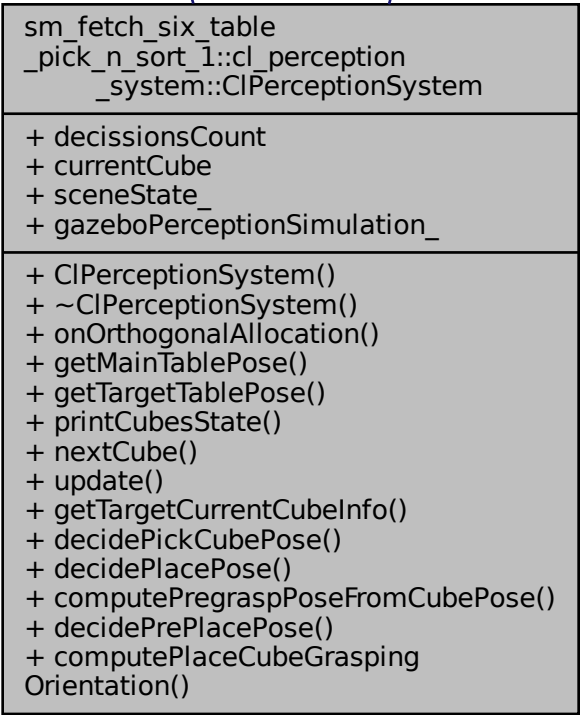 sm_fetch_six_table
_pick_n_sort_1::cl_perception
_system::ClPerceptionSystem
+ decissionsCount
+ currentCube
+ sceneState_
+ gazeboPerceptionSimulation_
+ ClPerceptionSystem()
+ ~ClPerceptionSystem()
+ onOrthogonalAllocation()
+ getMainTablePose()
+ getTargetTablePose()
+ printCubesState()
+ nextCube()
+ update()
+ getTargetCurrentCubeInfo()
+ decidePickCubePose()
+ decidePlacePose()
+ computePregraspPoseFromCubePose()
+ decidePrePlacePose()
+ computePlaceCubeGrasping
Orientation()